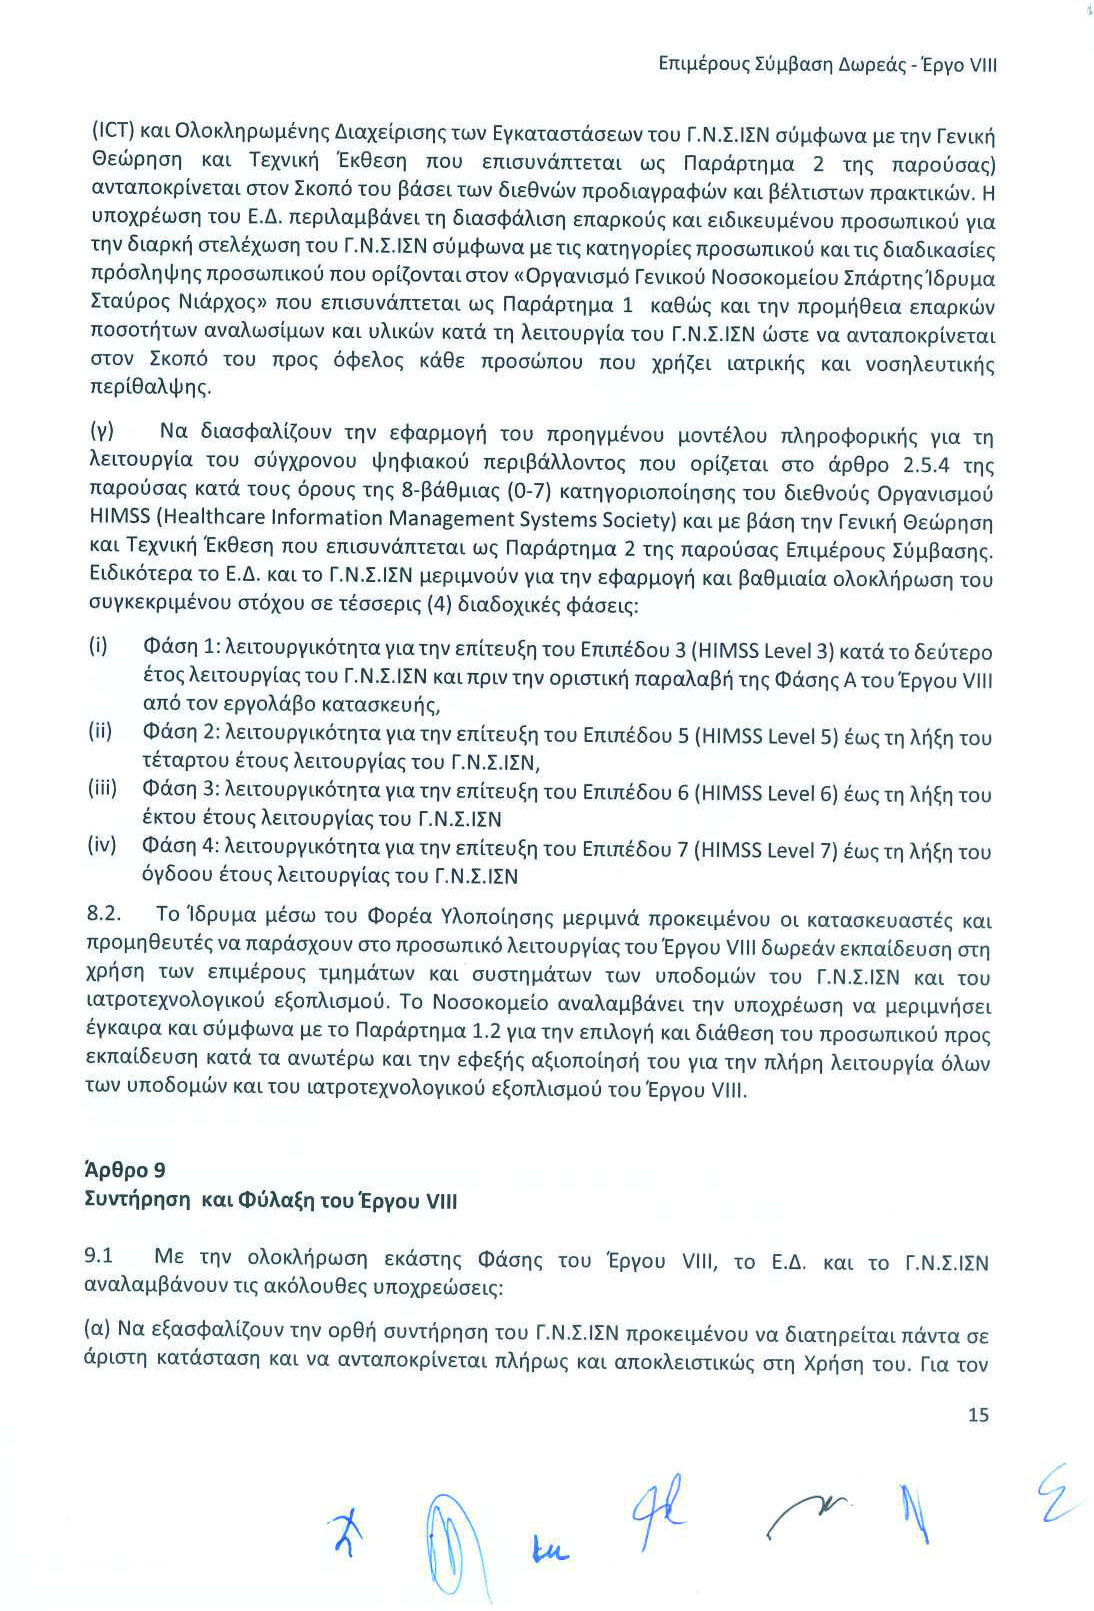 Επιμέρους Σύμβαση Δωρεάς - Έργο VIII
(ICT) και Ολοκληρωμένης Διαχείρισης των Εγκαταστάσεων του Γ.Ν.Σ.ΙΣΝ σύμφωνα με την Γενική
Θεώρηση και Τεχνική Έκθεση που επισυνάπτεται ως Παράρτημα 2 της παρούσας)
ανταποκρίνεται στον Σκοπό του βάσει των διεθνών προδιαγραφών και βέλτιστων πρακτικών. Η
υποχρέωση του Ε.Δ. περιλαμβάνει τη διασφάλιση επαρκούς και ειδικευμένου προσωπικού για
την διαρκή στελέχωση του Γ.Ν.Σ.ΙΣΝ σύμφωνα με τις κατηγορίες προσωπικού και τις διαδικασίες
πρόσληψης προσωπικού που ορίζονται στον «Οργανισμό Γενικού Νοσοκομείου Σπάρτης Ίδρυμα
Σταύρος Νιάρχος» που επισυνάπτεται ως Παράρτημα 1 καθώς και την προμήθεια επαρκών
ποσοτήτων αναλωσίμων και υλικών κατά τη λειτουργία του Γ.Ν.Σ.ΙΣΝ ώστε να ανταποκρίνεται
στον Σκοπό του προς όφελος κάθε προσώπου που χρήζει ιατρικής και νοσηλευτικής
περίθαλψης.
(γ) Να διασφαλίζουν την εφαρμογή του προηγμένου μοντέλου πληροφορικής για τη
λειτουργία του σύγχρονου ψηφιακού περιβάλλοντος που ορίζεται στο άρθρο 2.5.4 της
παρούσας κατά τους όρους της 8-βάθμιας (0-7) κατηγοριοποίησης του διεθνούς Οργανισμού
HIMSS (Healthcare Information Management Systems Society) και με βάση την Γενική Θεώρηση
και Τεχνική Έκθεση που επισυνάπτεται ως Παράρτημα 2 της παρούσας Επιμέρους Σύμβασης.
Ειδικότερα το Ε.Δ. και το Γ.Ν.Σ.ΙΣΝ μεριμνούν για την εφαρμογή και βαθμιαία ολοκλήρωση του
συγκεκριμένου στόχου σε τέσσερις (4) διαδοχικές φάσεις:
(i) Φάση 1: λειτουργικότητα για την επίτευξη του Επιπέδου 3 (HIMSS Level 3) κατά το δεύτερο
έτος λειτουργίας του Γ.Ν.Σ.ΙΣΝ και πριν την οριστική παραλαβή της Φάσης Α του Έργου VIII
από τον εργολάβο κατασκευής,
(ii) Φάση 2: λειτουργικότητα για την επίτευξη του Επιπέδου 5 (HIMSS Level 5) έως τη λήξη του
τέταρτου έτους λειτουργίας του Γ.Ν.Σ.ΙΣΝ,
(iii) Φάση 3: λειτουργικότητα για την επίτευξη του Επιπέδου 6 (HIMSS Level 6) έως τη λήξη του
έκτου έτους λειτουργίας του Γ.Ν.Σ.ΙΣΝ
(iv) Φάση 4: λειτουργικότητα για την επίτευξη του Επιπέδου 7 (HIMSS Level 7) έως τη λήξη του
όγδοου έτους λειτουργίας του Γ.Ν.Σ.ΙΣΝ
8.2. Το Ίδρυμα μέσω του Φορέα Υλοποίησης μεριμνά προκειμένου οι κατασκευαστές και
προμηθευτές να παράσχουν στο προσωπικό λειτουργίας του Έργου VIII δωρεάν εκπαίδευση στη
χρήση των επιμέρους τμημάτων και συστημάτων των υποδομών του Γ.Ν.Σ.ΙΣΝ και του
ιατροτεχνολογικού εξοπλισμού. Το Νοσοκομείο αναλαμβάνει την υποχρέωση να μεριμνήσει
έγκαιρα και σύμφωνα με το Παράρτημα 1.2 για την επιλογή και διάθεση του προσωπικού προς
εκπαίδευση κατά τα ανωτέρω και την εφεξής αξιοποίησή του για την πλήρη λειτουργία όλων
των υποδομών και του ιατροτεχνολογικού εξοπλισμού του Έργου VIII.
Άρθρο 9
Συντήρηση και Φύλαξη του Έργου VIII
9.1 Με την ολοκλήρωση εκάστης Φάσης του Έργου VIII, το Ε.Δ. και το Γ.Ν.Σ.ΙΣΝ
αναλαμβάνουν τις ακόλουθες υποχρεώσεις:
(α) Να εξασφαλίζουν την ορθή συντήρηση του Γ.Ν.Σ.ΙΣΝ προκειμένου να διατηρείται πάντα σε
άριστη κατάσταση και να ανταποκρίνεται πλήρως και αποκλειστικώς στη Χρήση του. Για τον
15